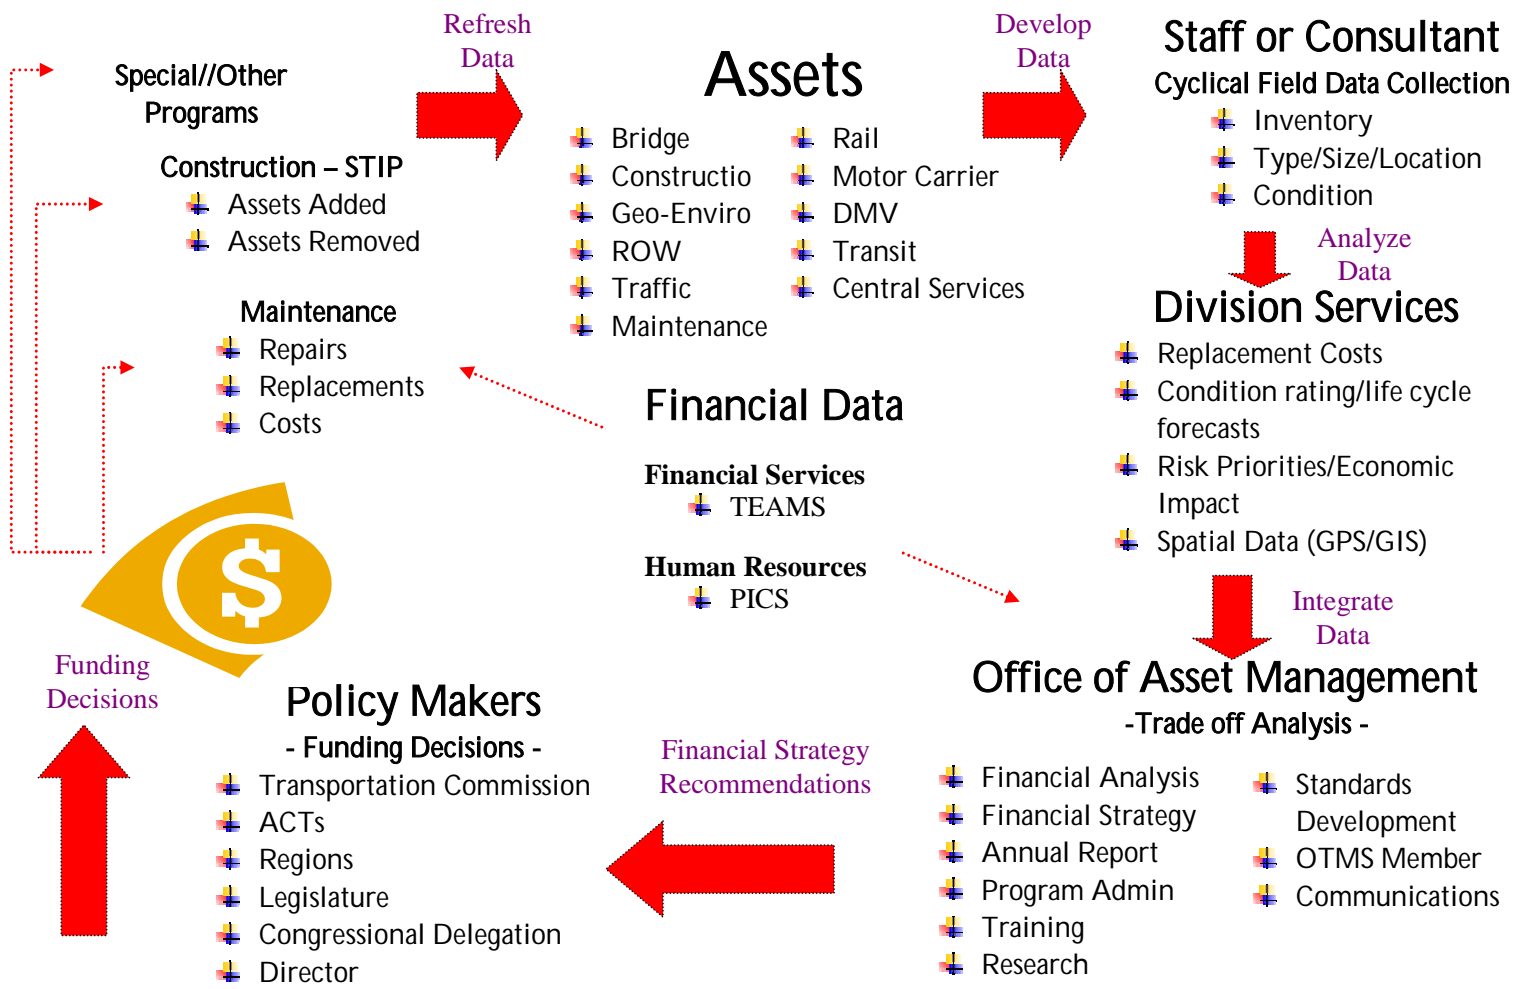 Refresh
Data
Develop
Data
Special//Other
Programs
Construction – STIP
Assets Added
Assets Removed
Maintenance
Repairs
Replacements
Costs
Assets
Bridge
Constructio
Geo-Enviro
ROW
Traffic
Maintenance
Rail
Motor Carrier
DMV
Transit
Central Services
Staff or Consultant
Cyclical Field Data Collection
Inventory
Type/Size/Location
Condition
Analyze
Data
Division Services
Replacement Costs
Condition rating/life cycle
forecasts
Risk Priorities/Economic
Impact
Spatial Data (GPS/GIS)
Financial Data
Financial Services
TEAMS
Human Resources
PICS
Integrate
Data
Office of Asset Management
-Trade off Analysis -
Financial Analysis
Financial Strategy
Annual Report
Program Admin
Training
Research
Standards
Development
OTMS Member
Communications
Financial Strategy
Recommendations
$
Funding
Decisions
Policy Makers
- Funding Decisions -
Transportation Commission
ACTs
Regions
Legislature
Congressional Delegation
Director